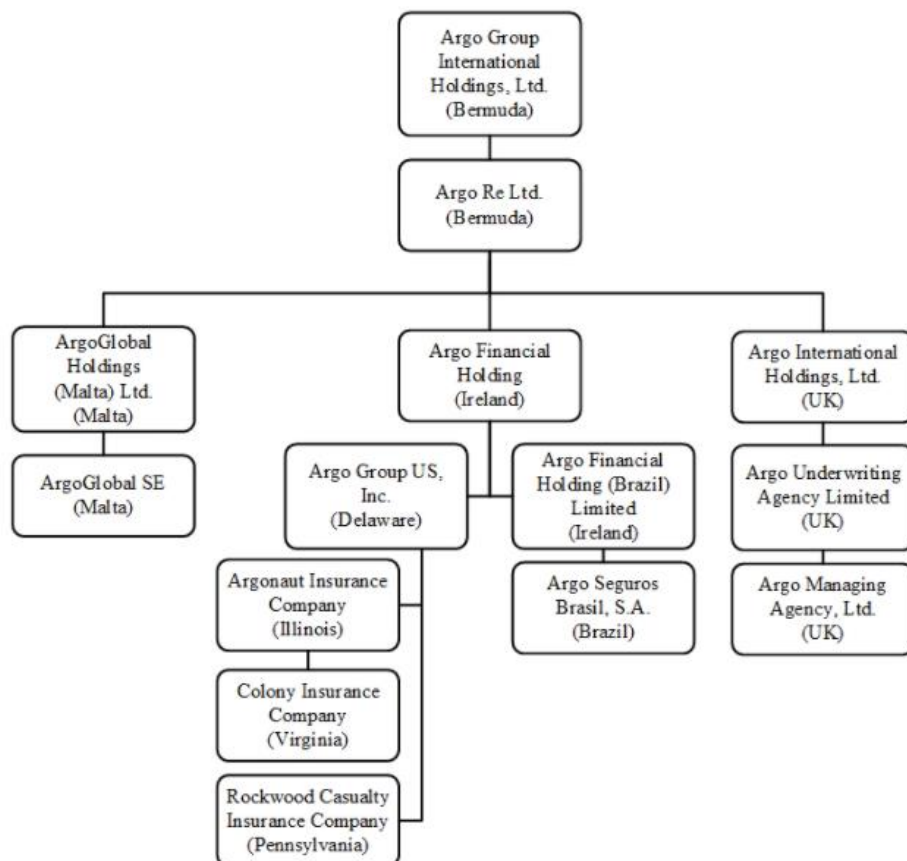 Argo Group
International
Holdings, Ltd.
(Bermuda)
Argo Re Ltd.
(Bermuda)
ArgoGlobal
Holdings
(Malta) Ltd.
(Malta)
Argo Financial
Holding
(Ireland)
Argo International
Holdings, Ltd.
(UK)
ArgoGlobal SE
(Malta)
Argo Group US,
Inc.
(Delaware)
Argo Financial
Holding (Brazil)
Limited
(Ireland)
Argo Underwriting
Agency Limited
(UK)
Argonaut Insurance
Company
(Illinois)
Argo Seguros
Brasil, S.A.
(Brazil)
Argo Managing
Agency, Ltd.
(UK)
Colony Insurance
Company
(Virginia)
Rockwood Casualty
Insurance Company
(Pennsylvania)